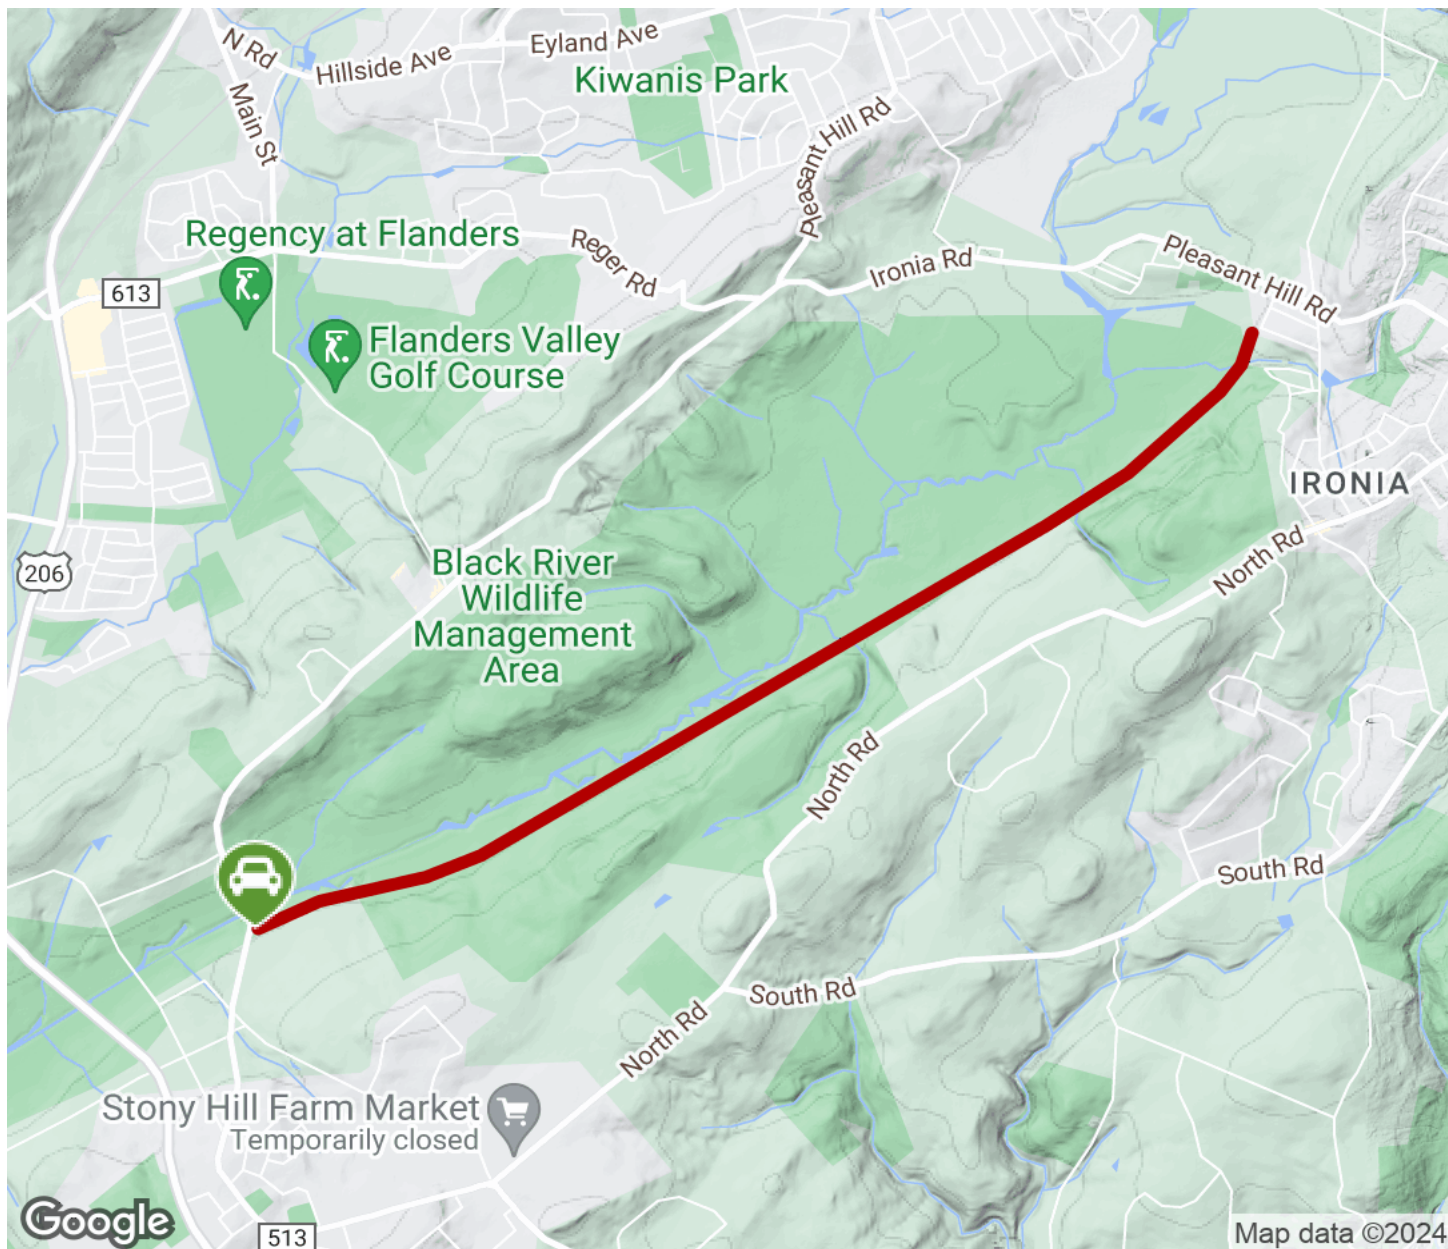 N Rd
Hillside Ave
Eyland Ave
Kiwanis Park
Main St
Pleasant Hill Rd
Regency at Flanders
Reger Rd
Ironia Rd
Pleasant Hill Rd
613
Flanders Valley
Golf Course
IRONIA
206
North Rd
Black River
Wildlife
Management
Area
North Rd
South Rd
South Rd
North Rd
Stony Hill Farm Market
Temporarily closed
Google
513
Map data ©2024